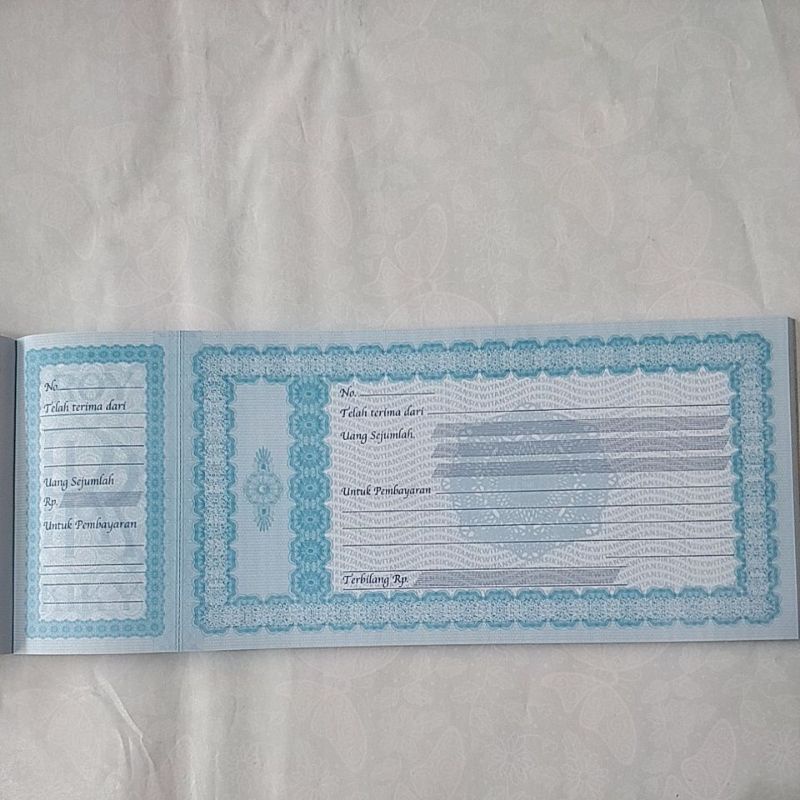 No.
Telah terima dari
Uang Sejumlah
Rp.
Untuk Pembayaran
No.
Telah terima dari
Uang Sejumlah.
Untuk Pembayaran
Terbilang Rp.